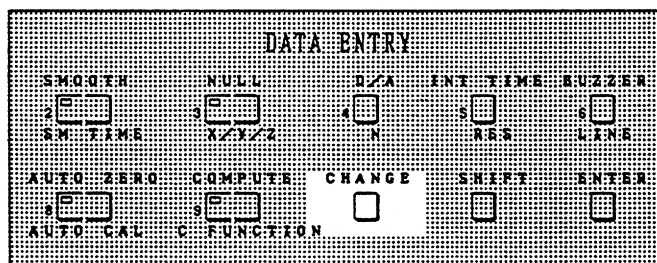 DATA ENTRY
SMOOTH NULL D/A INT TIME BUZZER
2 3 4 5 6
SM TIME X/Y/Z N RES LINE
AUTO ZERO COMPUTE CHANGE SHIFT ENTER
8 9
AUTO CAL C FUNCTION